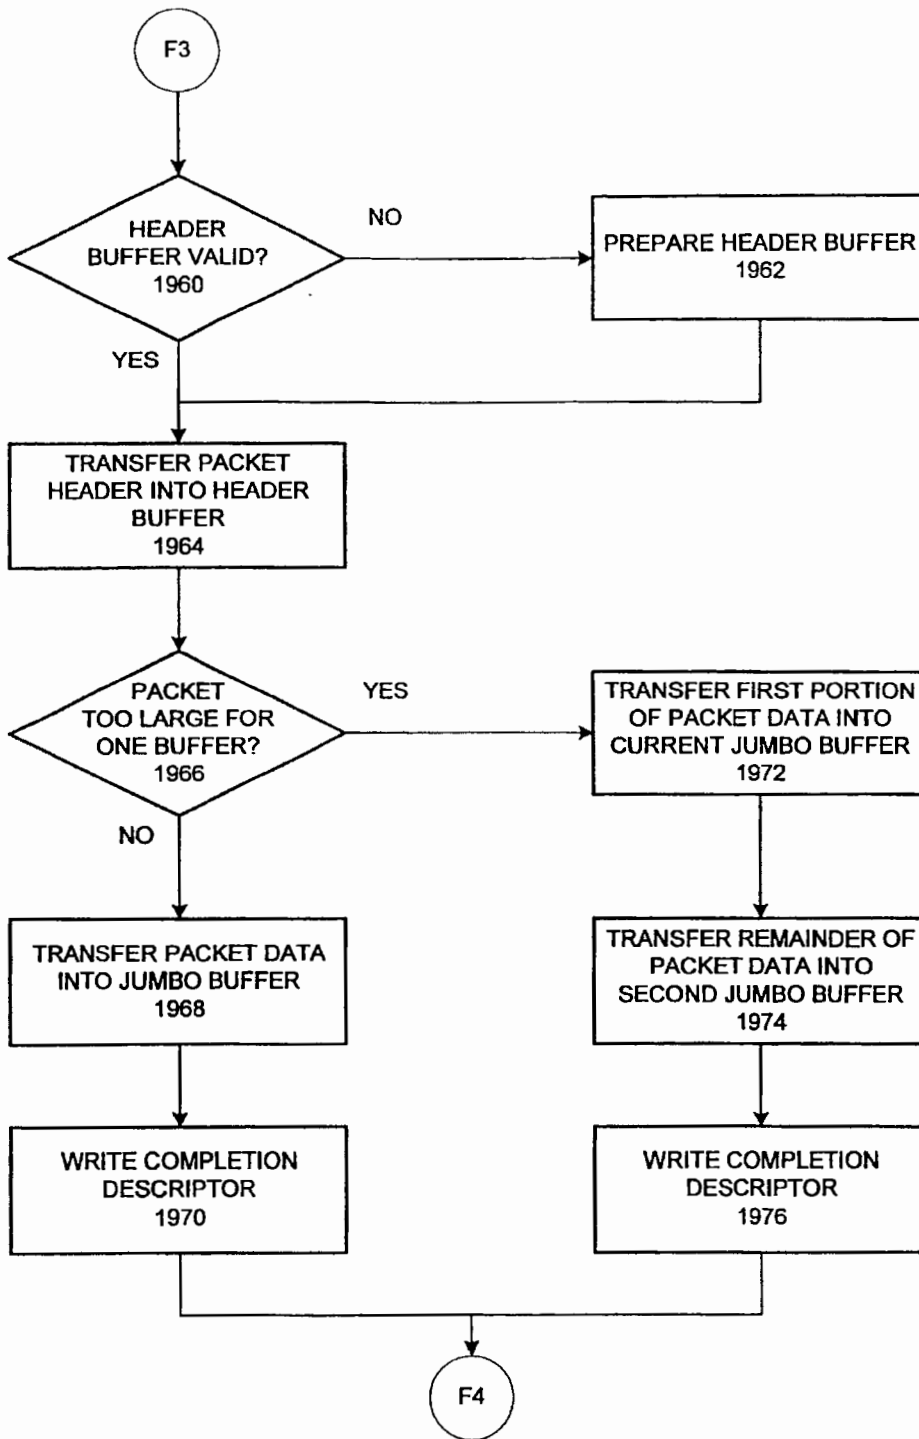 F3
HEADER
BUFFER VALID?
1960
NO
PREPARE HEADER BUFFER
1962
YES
TRANSFER PACKET
HEADER INTO HEADER
BUFFER
1964
PACKET
TOO LARGE FOR
ONE BUFFER?
1966
YES
TRANSFER FIRST PORTION
OF PACKET DATA INTO
CURRENT JUMBO BUFFER
1972
NO
TRANSFER PACKET DATA
INTO JUMBO BUFFER
1968
TRANSFER REMAINDER OF
PACKET DATA INTO
SECOND JUMBO BUFFER
1974
WRITE COMPLETION
DESCRIPTOR
1970
WRITE COMPLETION
DESCRIPTOR
1976
F4